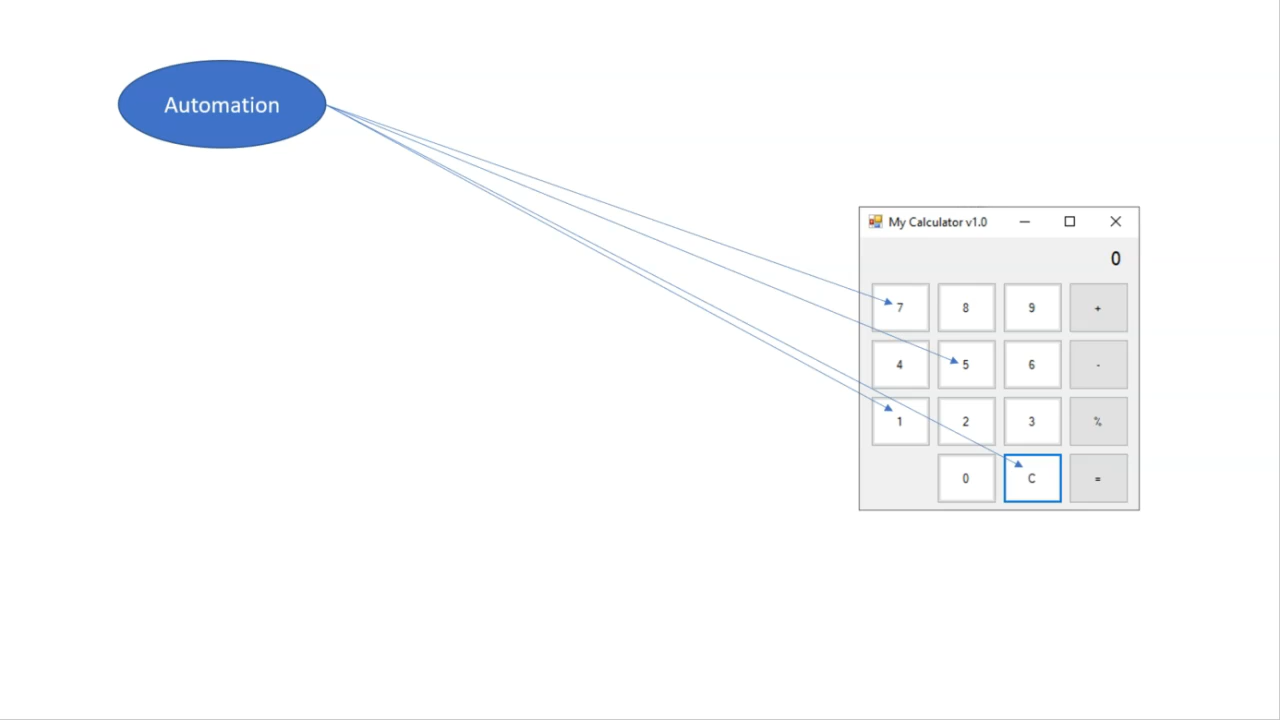 Automation
My Calculator v1.0
0
7 8 9 +
4 5 6 -
1 2 3 %
0 C =